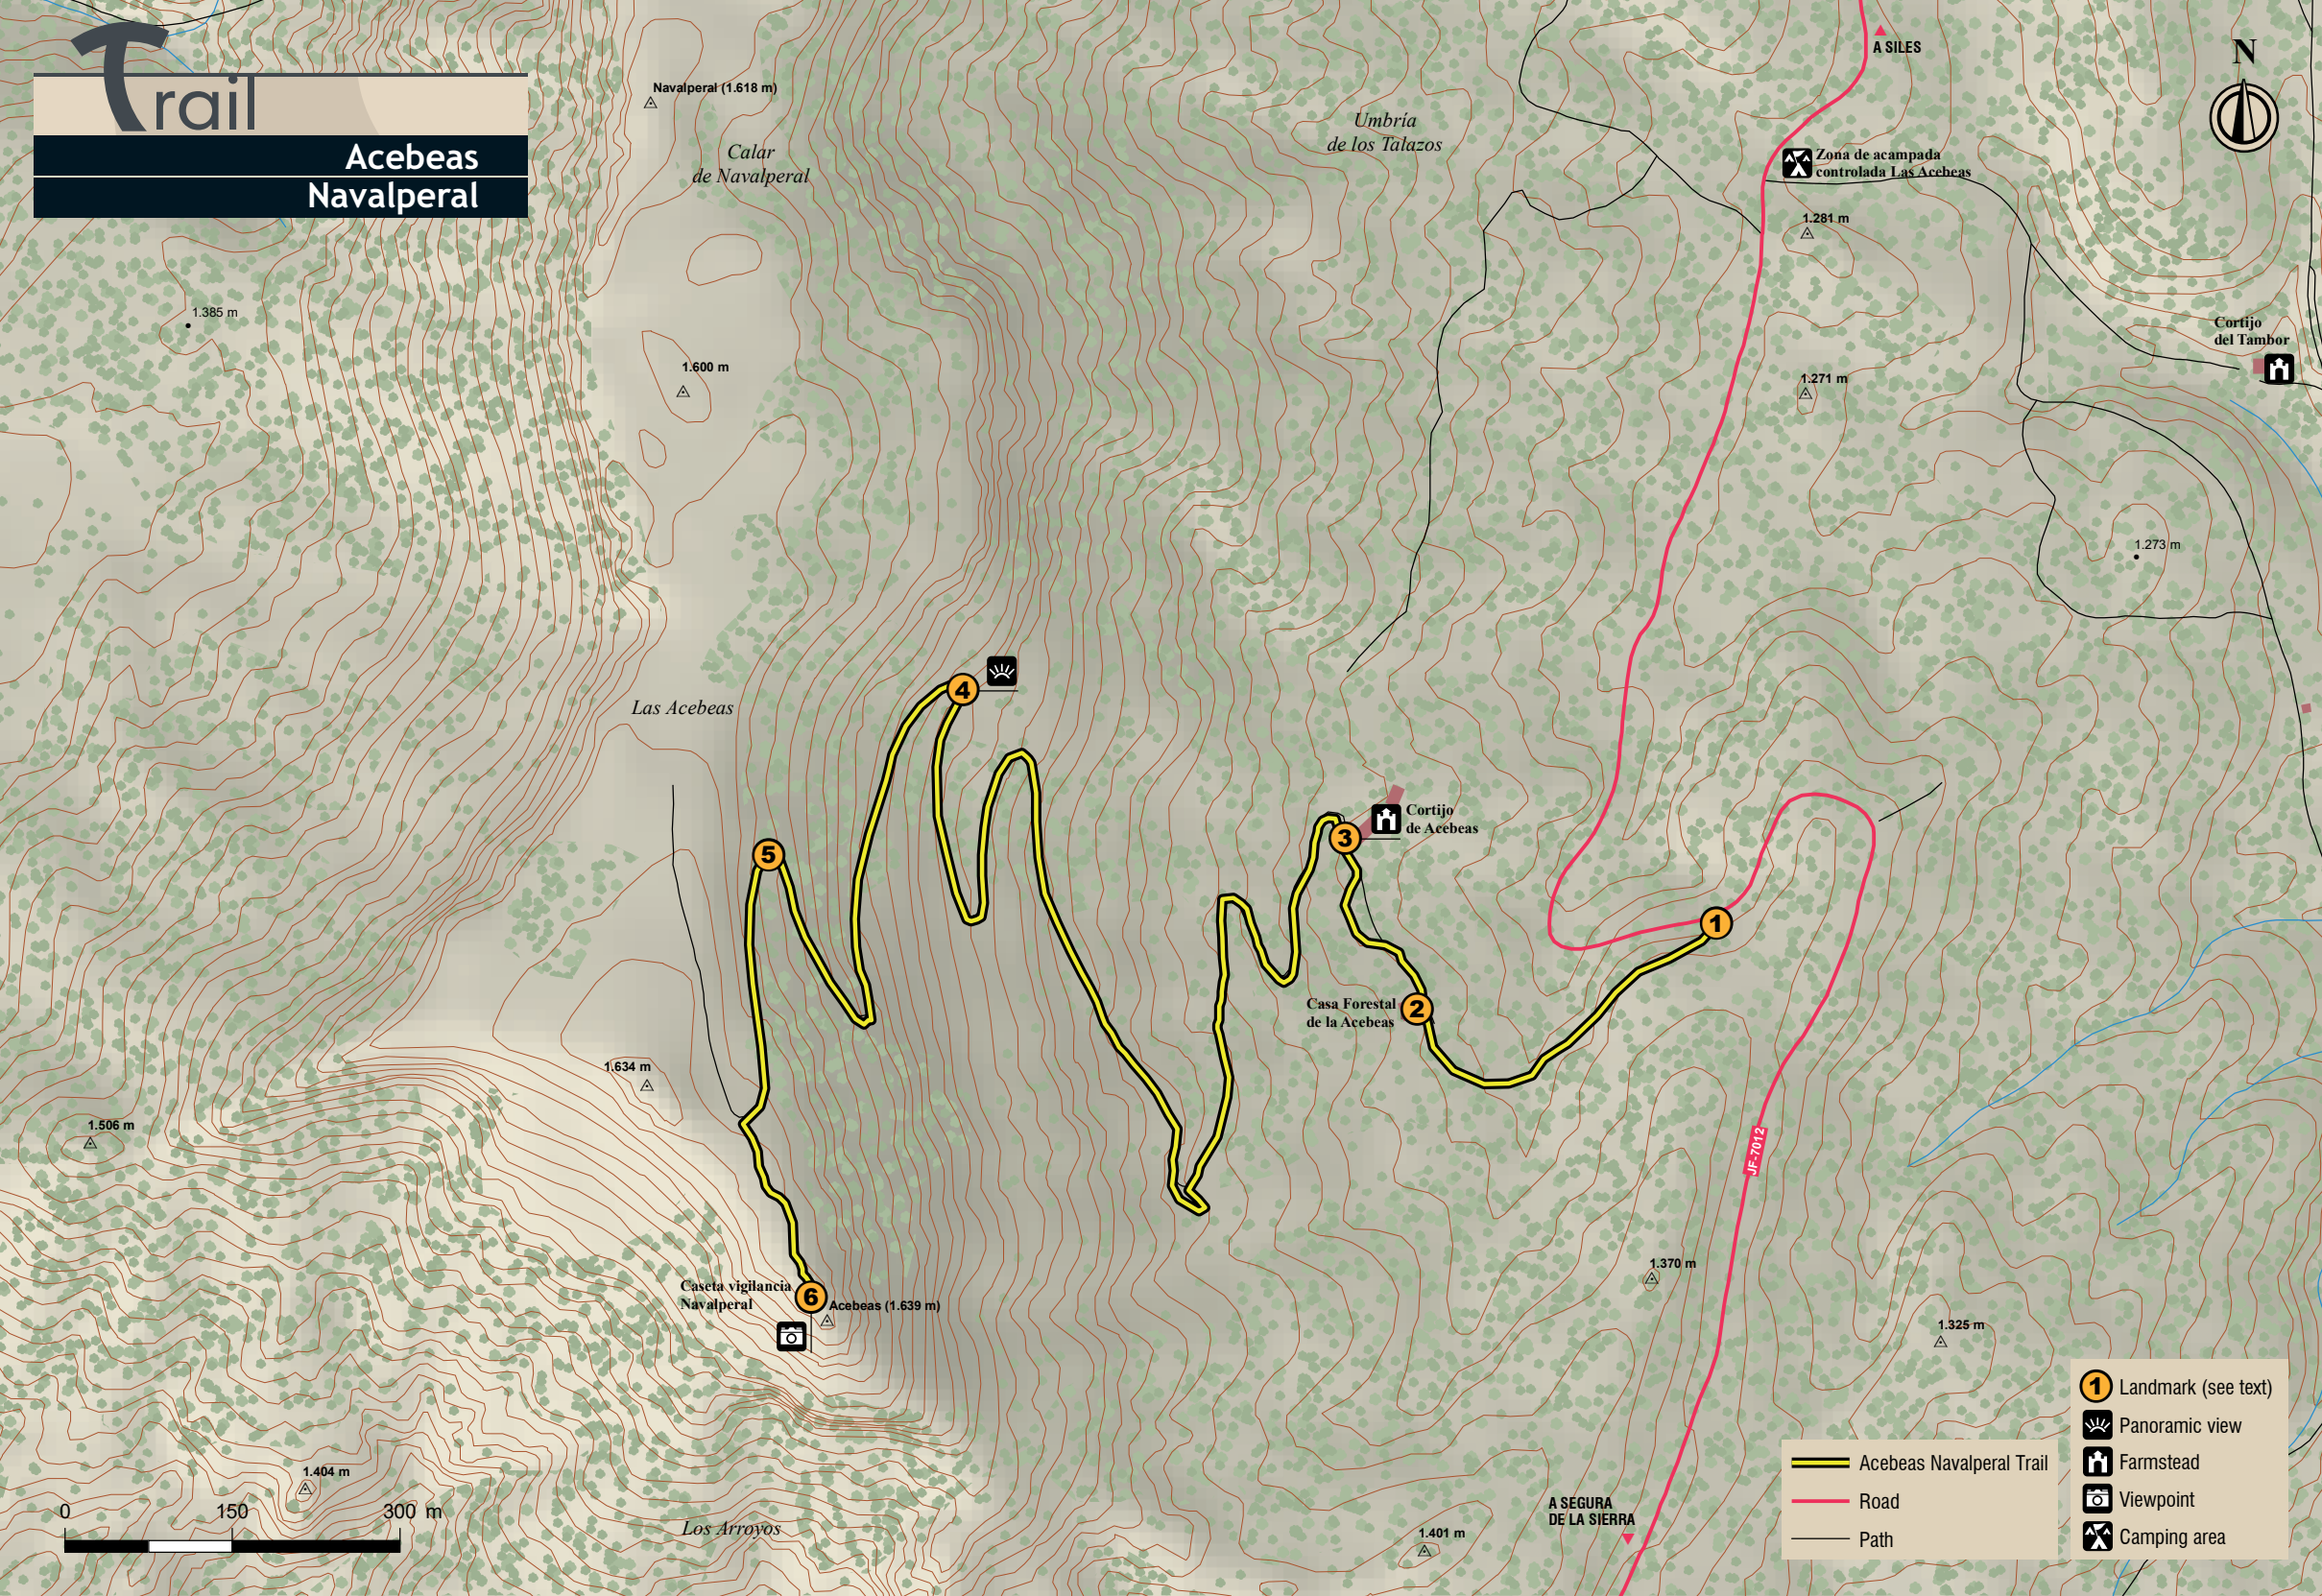 Trail
Acebeas
Navalperal
Navalperal (1.618 m)
Calar
de Navalperal
Umbría
de los Talazos
A SILES
N
Zona de acampada
controlada Las Acebeas
1.281 m
1.385 m
1.600 m
1.271 m
Cortijo
del Tambor
1.273 m
Las Acebeas
4
5
3
Cortijo
de Acebeas
1
Casa Forestal
de la Acebeas
2
1.634 m
1.506 m
JF-7012
1.370 m
Caseta vigilancia
Navalperal
6
Acebeas (1.639 m)
1.325 m
1.404 m
0 150 300 m
Los Arroyos
1.401 m
A SEGURA
DE LA SIERRA
Acebeas Navalperal Trail
Road
Path
1 Landmark (see text)
Panoramic view
Farmstead
Viewpoint
Camping area